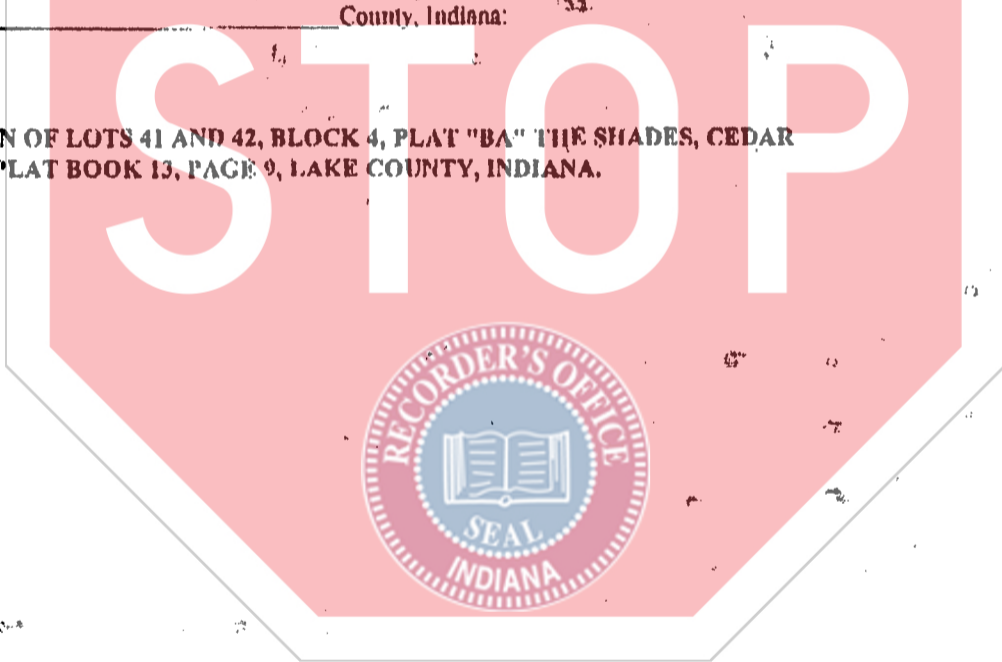 County, Indiana:
N OF LOTS 41 AND 42, BLOCK 4, PLAT "BA" THE SHADES, CEDAR
PLAT BOOK 13, PAGE 9, LAKE COUNTY, INDIANA.
STOP
RECORDER'S OFFICE
SEAL
INDIANA